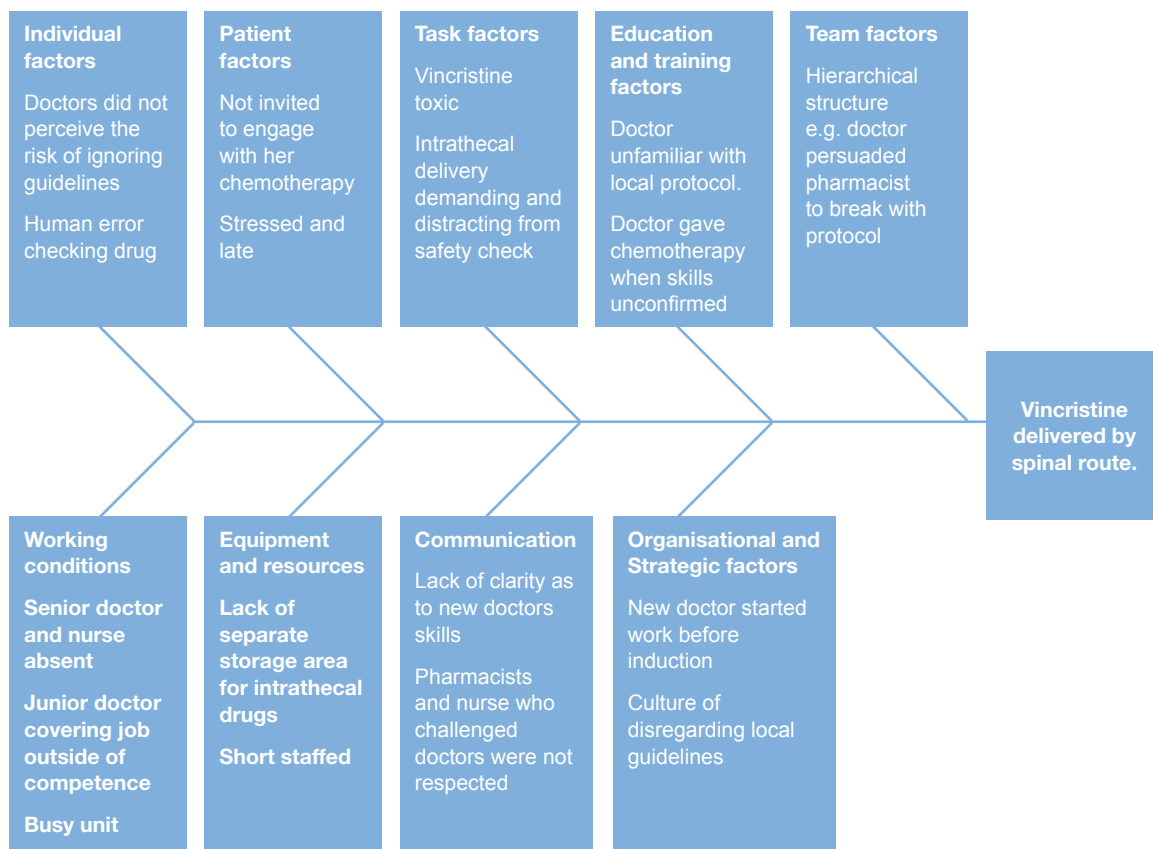 Individual
factors
Doctors did not
perceive the
risk of ignoring
guidelines
Human error
checking drug
Patient
factors
Not invited
to engage
with her
chemotherapy
Stressed and
late
Task factors
Vincristine
toxic
Intrathecal
delivery
demanding and
distracting from
safety check
Education
and training
factors
Doctor
unfamiliar with
local protocol.
Doctor gave
chemotherapy
when skills
unconfirmed
Team factors
Hierarchical
structure
e.g. doctor
persuaded
pharmacist
to break with
protocol
Vincristine
delivered by
spinal route.
Working
conditions
Senior doctor
and nurse
absent
Junior doctor
covering job
outside of
competence
Busy unit
Equipment
and resources
Lack of
separate
storage area
for intrathecal
drugs
Short staffed
Communication
Lack of clarity as
to new doctors
skills
Pharmacists
and nurse who
challenged
doctors were not
respected
Organisational and
Strategic factors
New doctor started
work before
induction
Culture of
disregarding local
guidelines